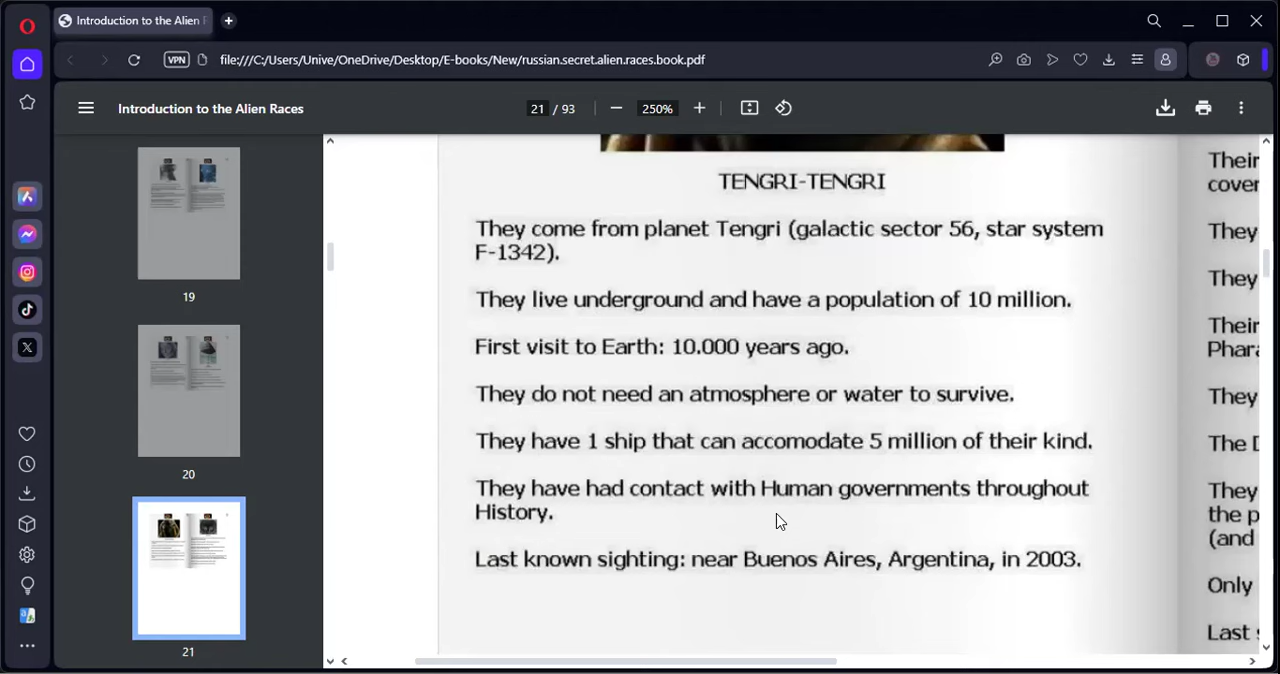 Introduction to the Alien
VPN
file:///C:/Users/Unive/OneDrive/Desktop/E-books/New/russian.secret.alien.races.book.pdf
Introduction to the Alien Races
21 / 93
250%
19
20
21
TENGRI-TENGRI
They come from planet Tengri (galactic sector 56, star system
F-1342).
They live underground and have a population of 10 million.
First visit to Earth: 10.000 years ago.
They do not need an atmosphere or water to survive.
They have 1 ship that can accomodate 5 million of their kind.
They have had contact with Human governments throughout
History.
Last known sighting: near Buenos Aires, Argentina, in 2003.
Their
cover
They
They
Their
Phara
They
The D
They
the p
(and
Only
Last